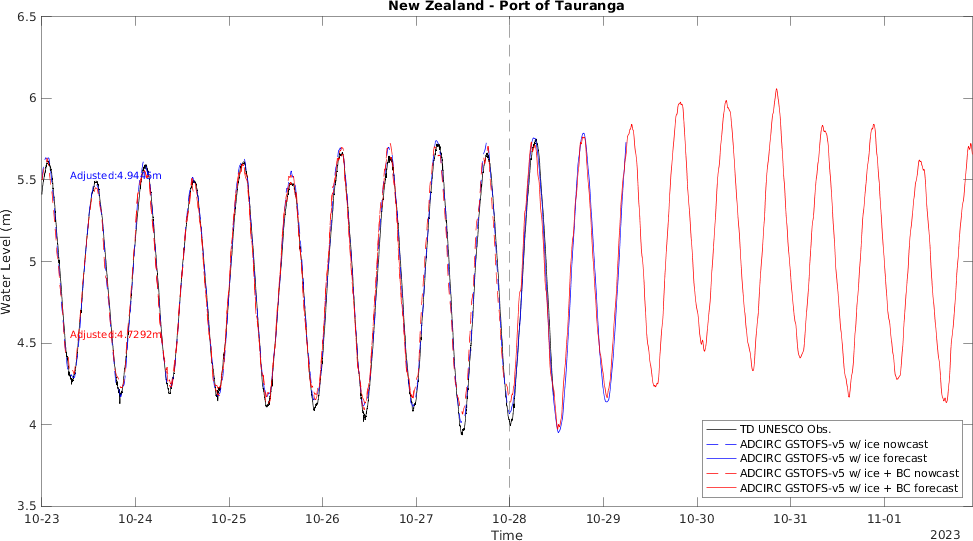 New Zealand - Port of Tauranga
6.5
6
5.5
5
4.5
4
3.5
Water Level (m)
Adjusted:4.9445m
Adjusted:4.7292m
TD UNESCO Obs.
ADCIRC GSTOFS-v5 w/ ice nowcast
ADCIRC GSTOFS-v5 w/ ice forecast
ADCIRC GSTOFS-v5 w/ ice + BC nowcast
ADCIRC GSTOFS-v5 w/ ice + BC forecast
10-23 10-24 10-25 10-26 10-27 10-28 10-29 10-30 10-31 11-01
Time
2023